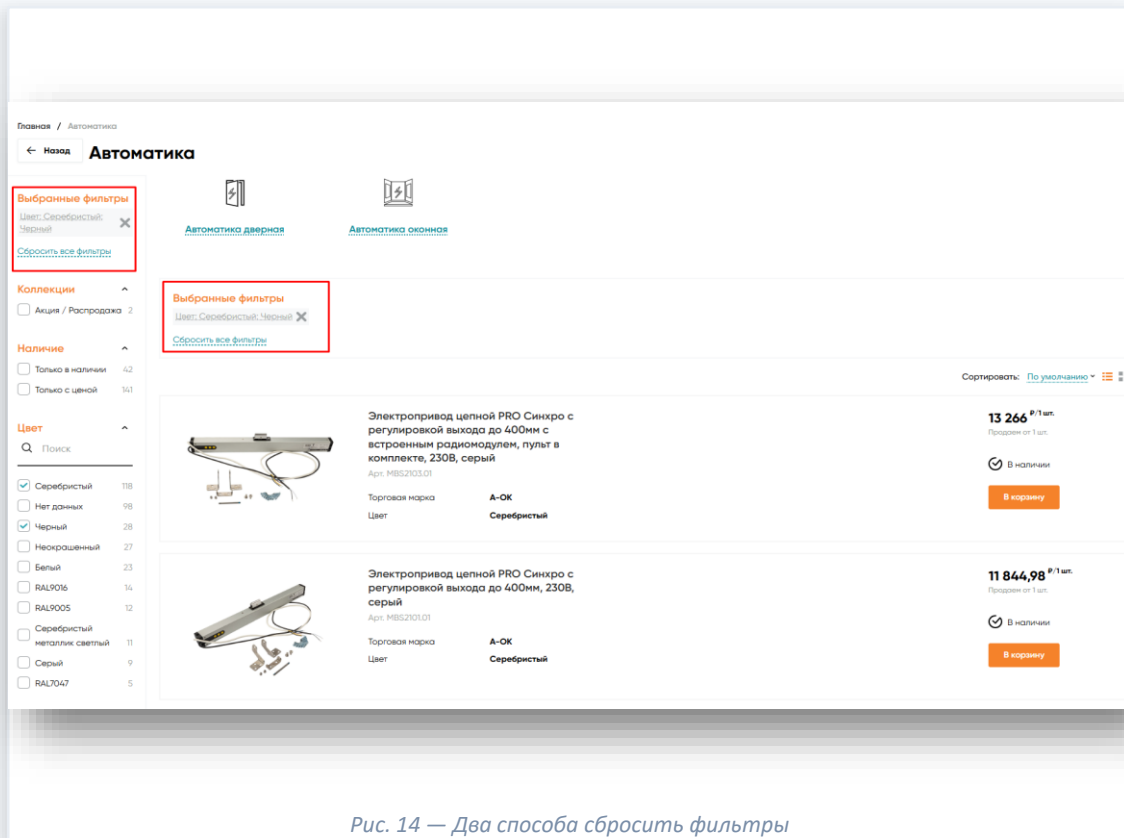 Главная / Автоматика
← Назад
Автоматика
Выбранные фильтры
Цвет: Серебристый;
Черный
Сбросить все фильтры
Автоматика дверная
Автоматика оконная
Коллекции
Акция / Распродажа 2
Наличие
Только в наличии 42
Только с ценой 141
Цвет
Поиск
Серебристый 118
Нет данных 98
Черный 28
Неокрашенный 27
Белый 23
RAL9016 14
RAL9005 12
Серебристый
металлик светлый 11
Серый 9
RAL7047 5
Выбранные фильтры
Цвет: Серебристый; Черный
Сбросить все фильтры
Сортировать: По умолчанию
Электропривод цепной PRO Синхро с
регулировкой выхода до 400мм с
встроенным радиомодулем, пульт в
комплекте, 230В, серый
Арт. MBS2103.01
Торговая марка А-ОК
Цвет Серебристый
13 266 ₽/1 шт.
Продаем от 1 шт.
В наличии
В корзину
Электропривод цепной PRO Синхро с
регулировкой выхода до 400мм, 230В,
серый
Арт. MBS2101.01
Торговая марка А-ОК
Цвет Серебристый
11 844,98 ₽/1 шт.
Продаем от 1 шт.
В наличии
В корзину
Рис. 14 — Два способа сбросить фильтры